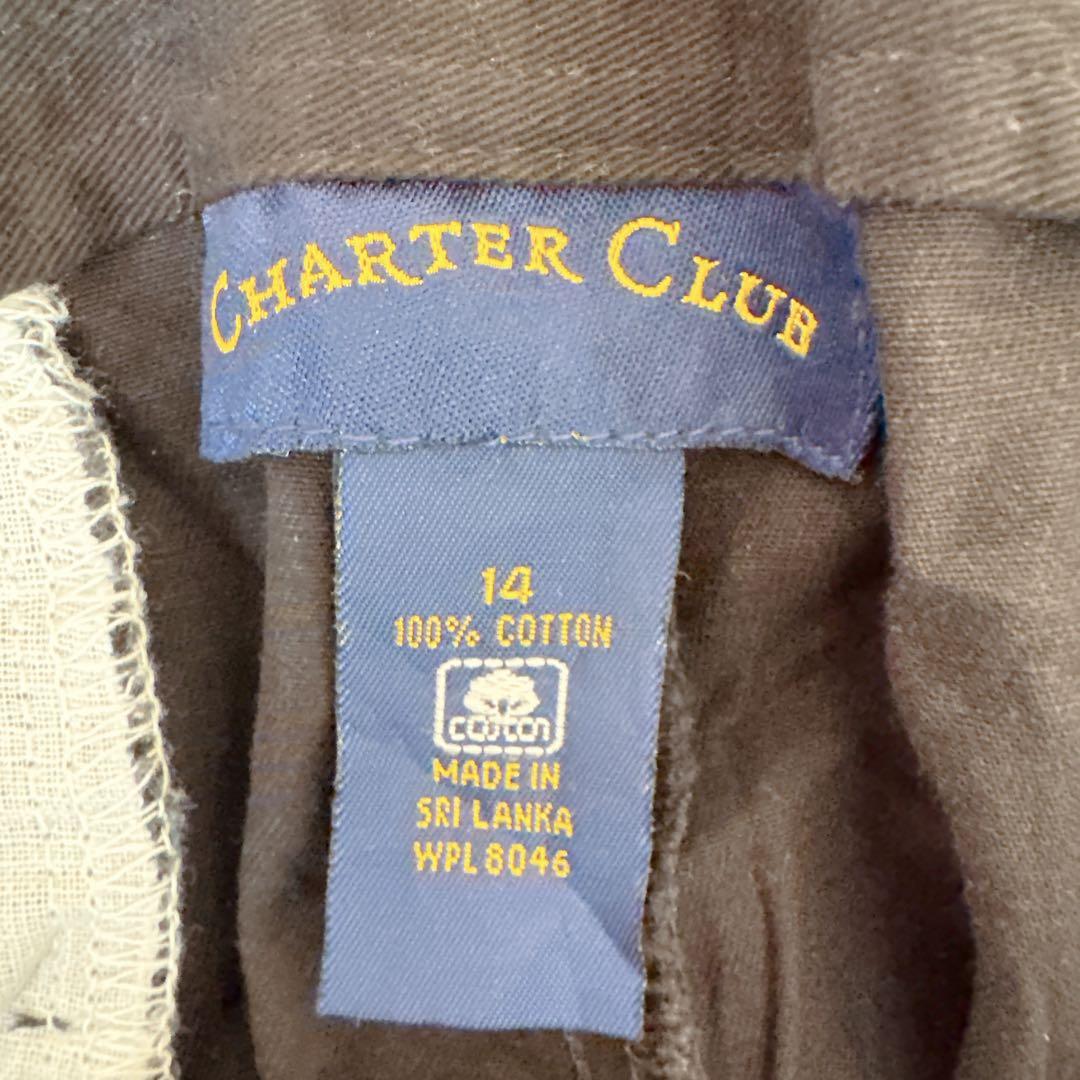 CHARTER CLUB
14
100% COTTON
cotton
MADE IN
SRI LANKA
WPL 8046